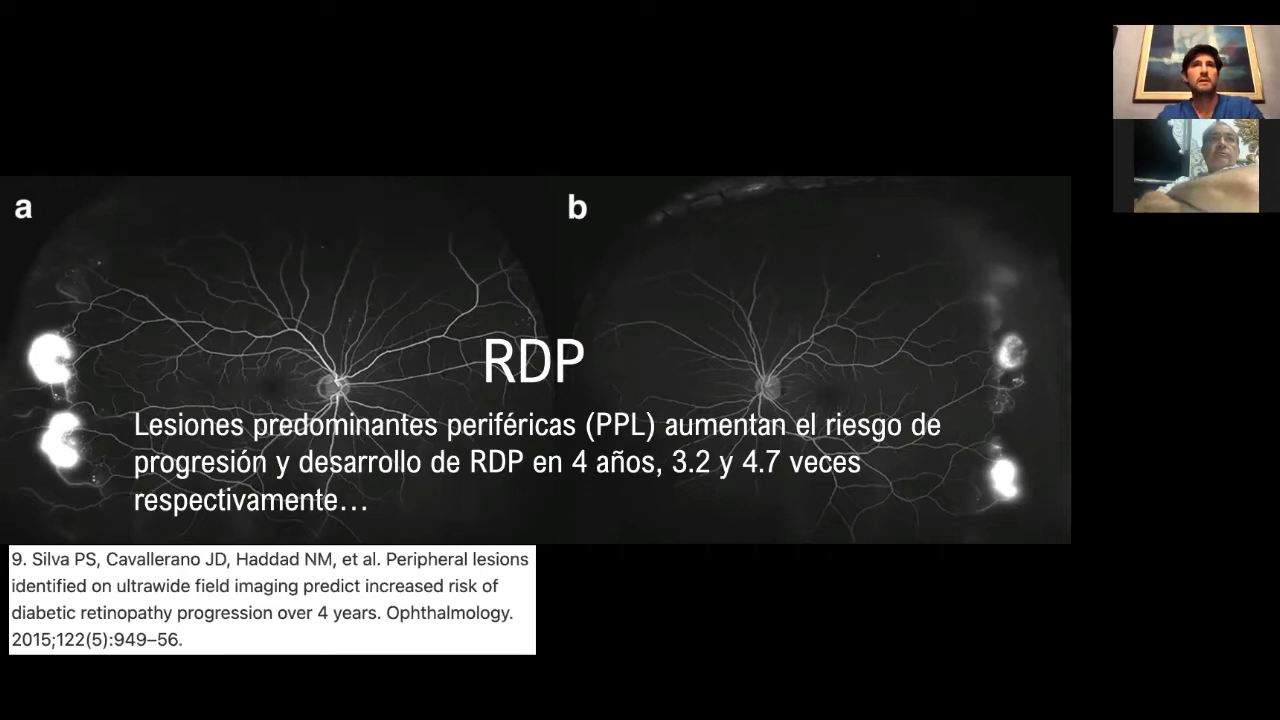 a
b
RDP
Lesiones predominantes periféricas (PPL) aumentan el riesgo de
progresión y desarrollo de RDP en 4 años, 3.2 y 4.7 veces
respectivamente…
9. Silva PS, Cavallerano JD, Haddad NM, et al. Peripheral lesions
identified on ultrawide field imaging predict increased risk of
diabetic retinopathy progression over 4 years. Ophthalmology.
2015;122(5):949–56.